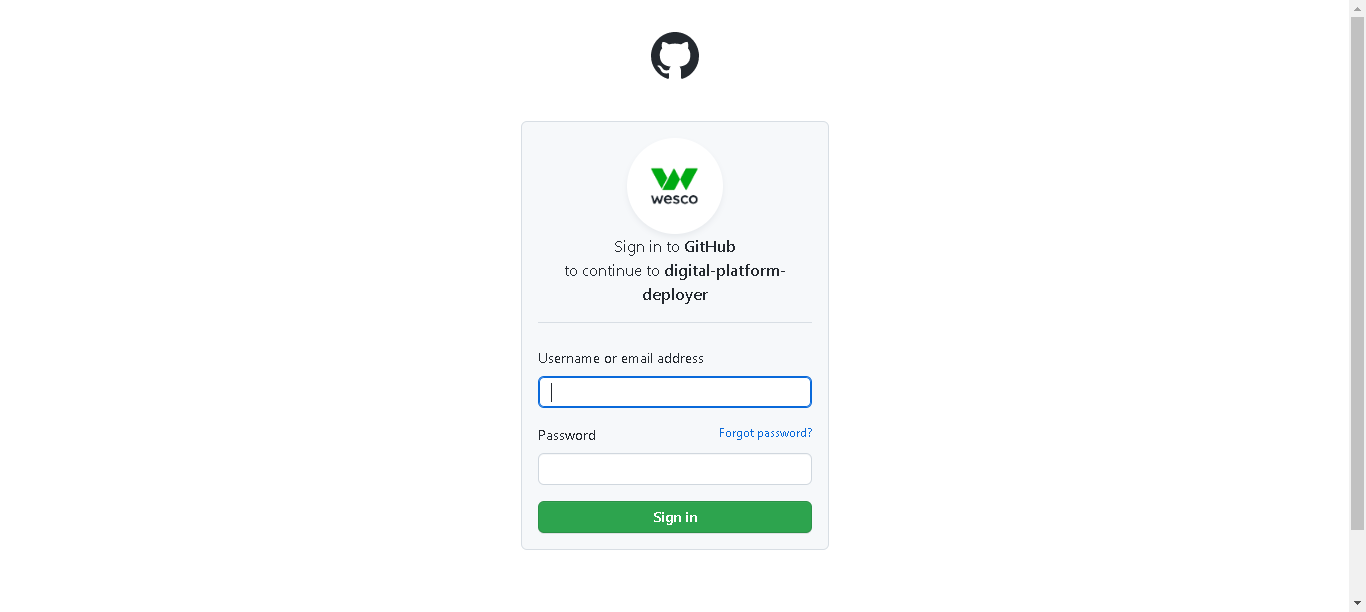 wesco
Sign in to GitHub
to continue to digital-platform-
deployer
Username or email address
Password
Forgot password?
Sign in